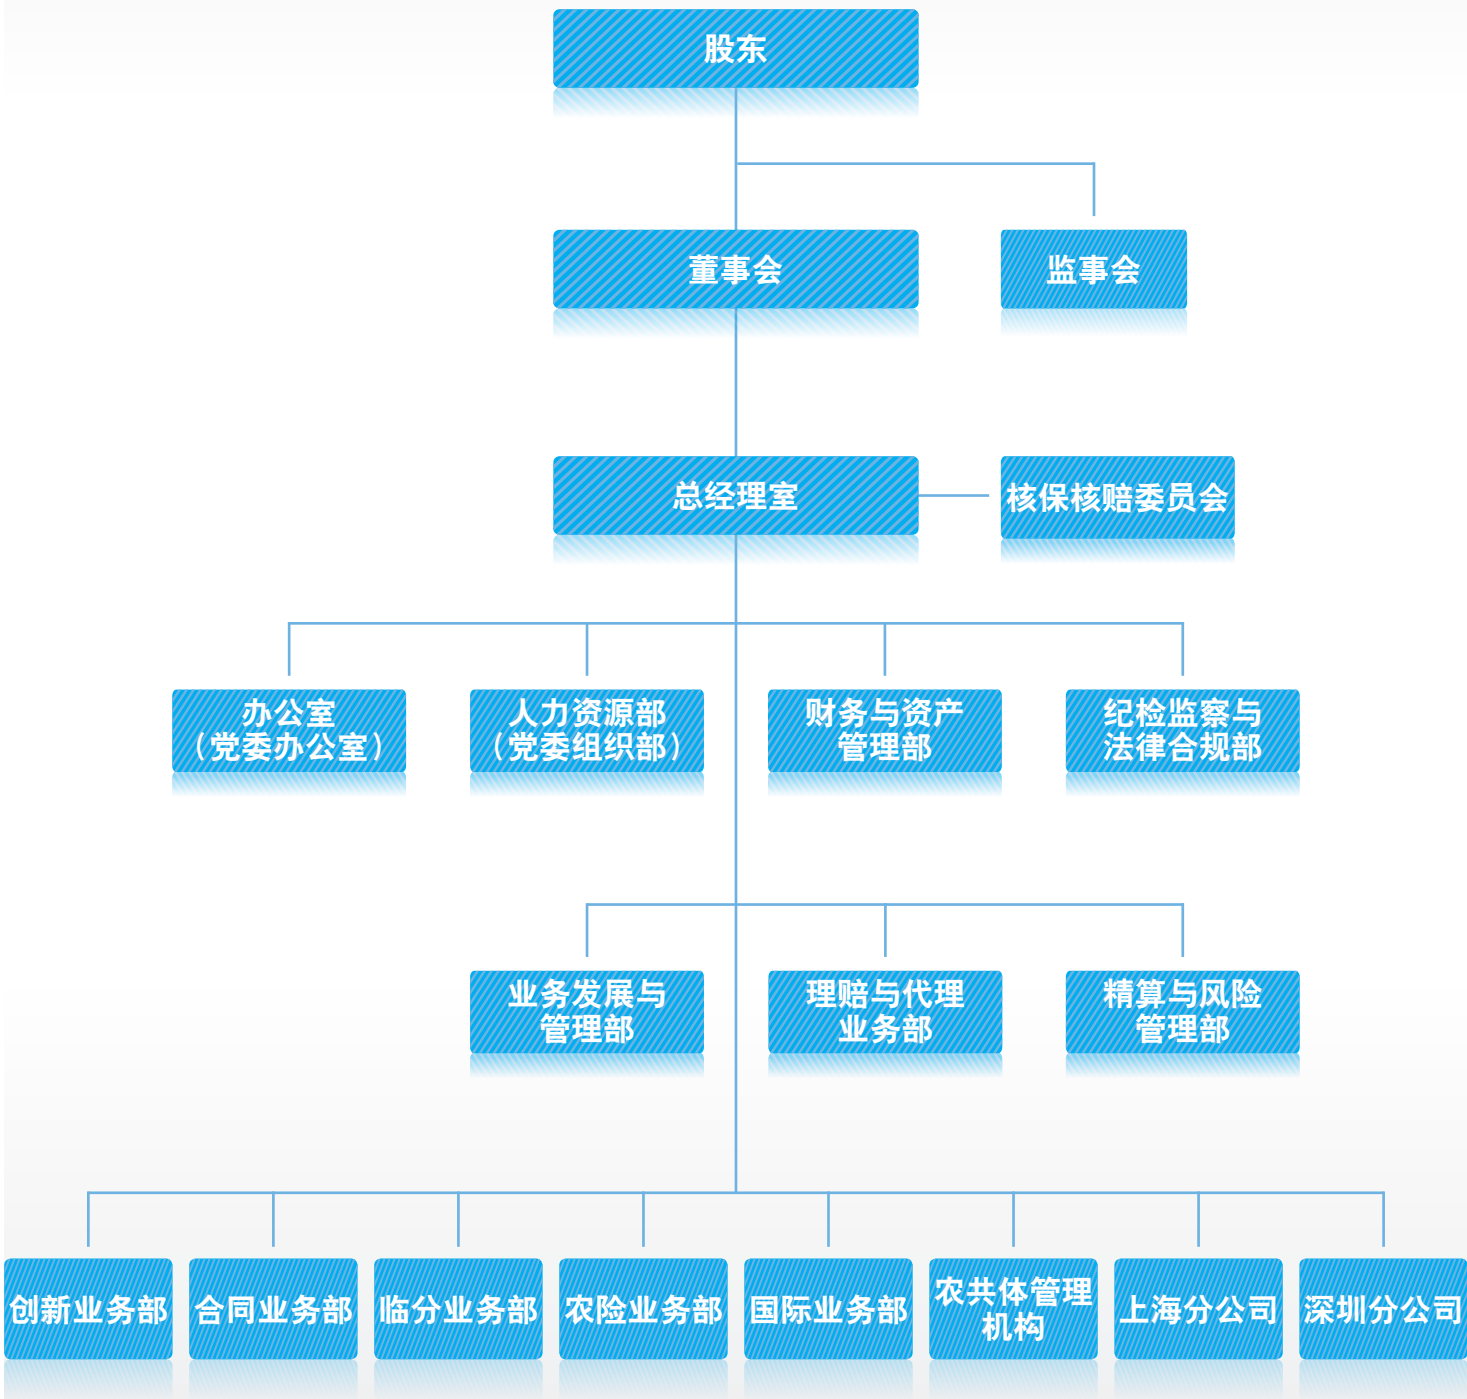 股东
董事会
监事会
总经理室
核保核赔委员会
办公室
（党委办公室）
人力资源部
（党委组织部）
财务与资产
管理部
纪检监察与
法律合规部
业务发展与
管理部
理赔与代理
业务部
精算与风险
管理部
创新业务部
合同业务部
临分业务部
农险业务部
国际业务部
农共体管理
机构
上海分公司
深圳分公司